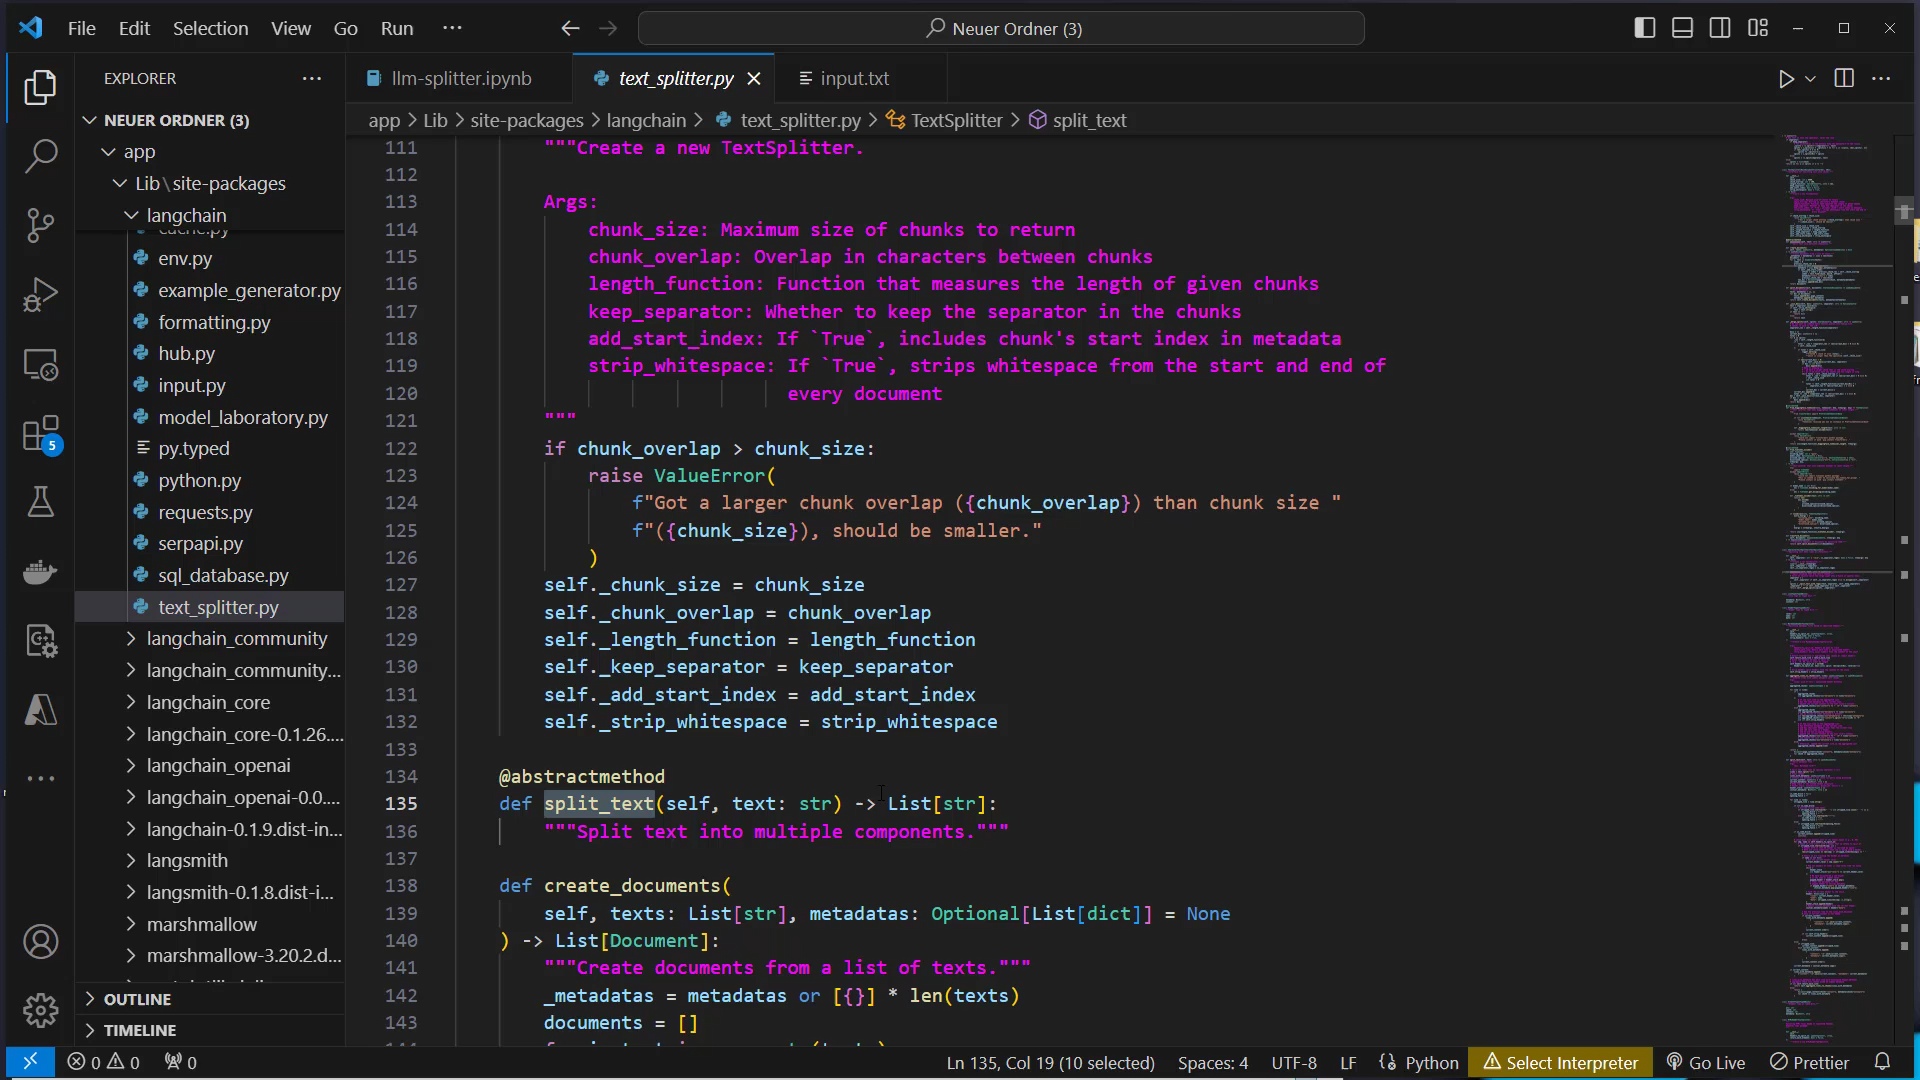 File Edit Selection View Go Run ···
Neuer Ordner (3)
EXPLORER ···
llm-splitter.ipynb
text_splitter.py
input.txt
NEUER ORDNER (3)
app
Lib\site-packages
langchain
cache.py
env.py
example_generator.py
formatting.py
hub.py
input.py
model_laboratory.py
py.typed
python.py
requests.py
serpapi.py
sql_database.py
text_splitter.py
langchain_community
langchain_community...
langchain_core
langchain_core-0.1.26....
langchain_openai
langchain_openai-0.0....
langchain-0.1.9.dist-in...
langsmith
langsmith-0.1.8.dist-i...
marshmallow
marshmallow-3.20.2.d...
OUTLINE
TIMELINE
5
app > Lib > site-packages > langchain > text_splitter.py > TextSplitter > split_text
111 """Create a new TextSplitter.
112
113 Args:
114 chunk_size: Maximum size of chunks to return
115 chunk_overlap: Overlap in characters between chunks
116 length_function: Function that measures the length of given chunks
117 keep_separator: Whether to keep the separator in the chunks
118 add_start_index: If `True`, includes chunk's start index in metadata
119 strip_whitespace: If `True`, strips whitespace from the start and end of
120 every document
121 """
122 if chunk_overlap > chunk_size:
123 raise ValueError(
124 f"Got a larger chunk overlap ({chunk_overlap}) than chunk size "
125 f"({chunk_size}), should be smaller."
126 )
127 self._chunk_size = chunk_size
128 self._chunk_overlap = chunk_overlap
129 self._length_function = length_function
130 self._keep_separator = keep_separator
131 self._add_start_index = add_start_index
132 self._strip_whitespace = strip_whitespace
133
134 @abstractmethod
135 def split_text(self, text: str) -> List[str]:
136 """Split text into multiple components."""
137
138 def create_documents(
139 self, texts: List[str], metadatas: Optional[List[dict]] = None
140 ) -> List[Document]:
141 """Create documents from a list of texts."""
142 _metadatas = metadatas or [{}] * len(texts)
143 documents = []
0 0 0
Ln 135, Col 19 (10 selected) Spaces: 4 UTF-8 LF Python Select Interpreter Go Live Prettier